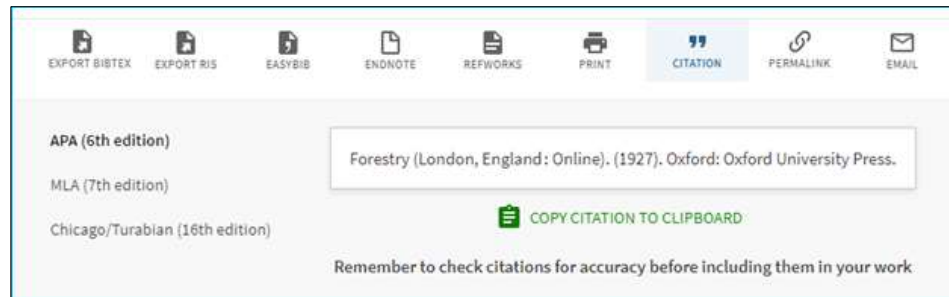 EXPORT BIBTEX
EXPORT RIS
EASYBIB
ENDNOTE
REFWORKS
PRINT
CITATION
PERMALINK
EMAIL
APA (6th edition)
MLA (7th edition)
Chicago/Turabian (16th edition)
Forestry (London, England : Online). (1927). Oxford: Oxford University Press.
COPY CITATION TO CLIPBOARD
Remember to check citations for accuracy before including them in your work